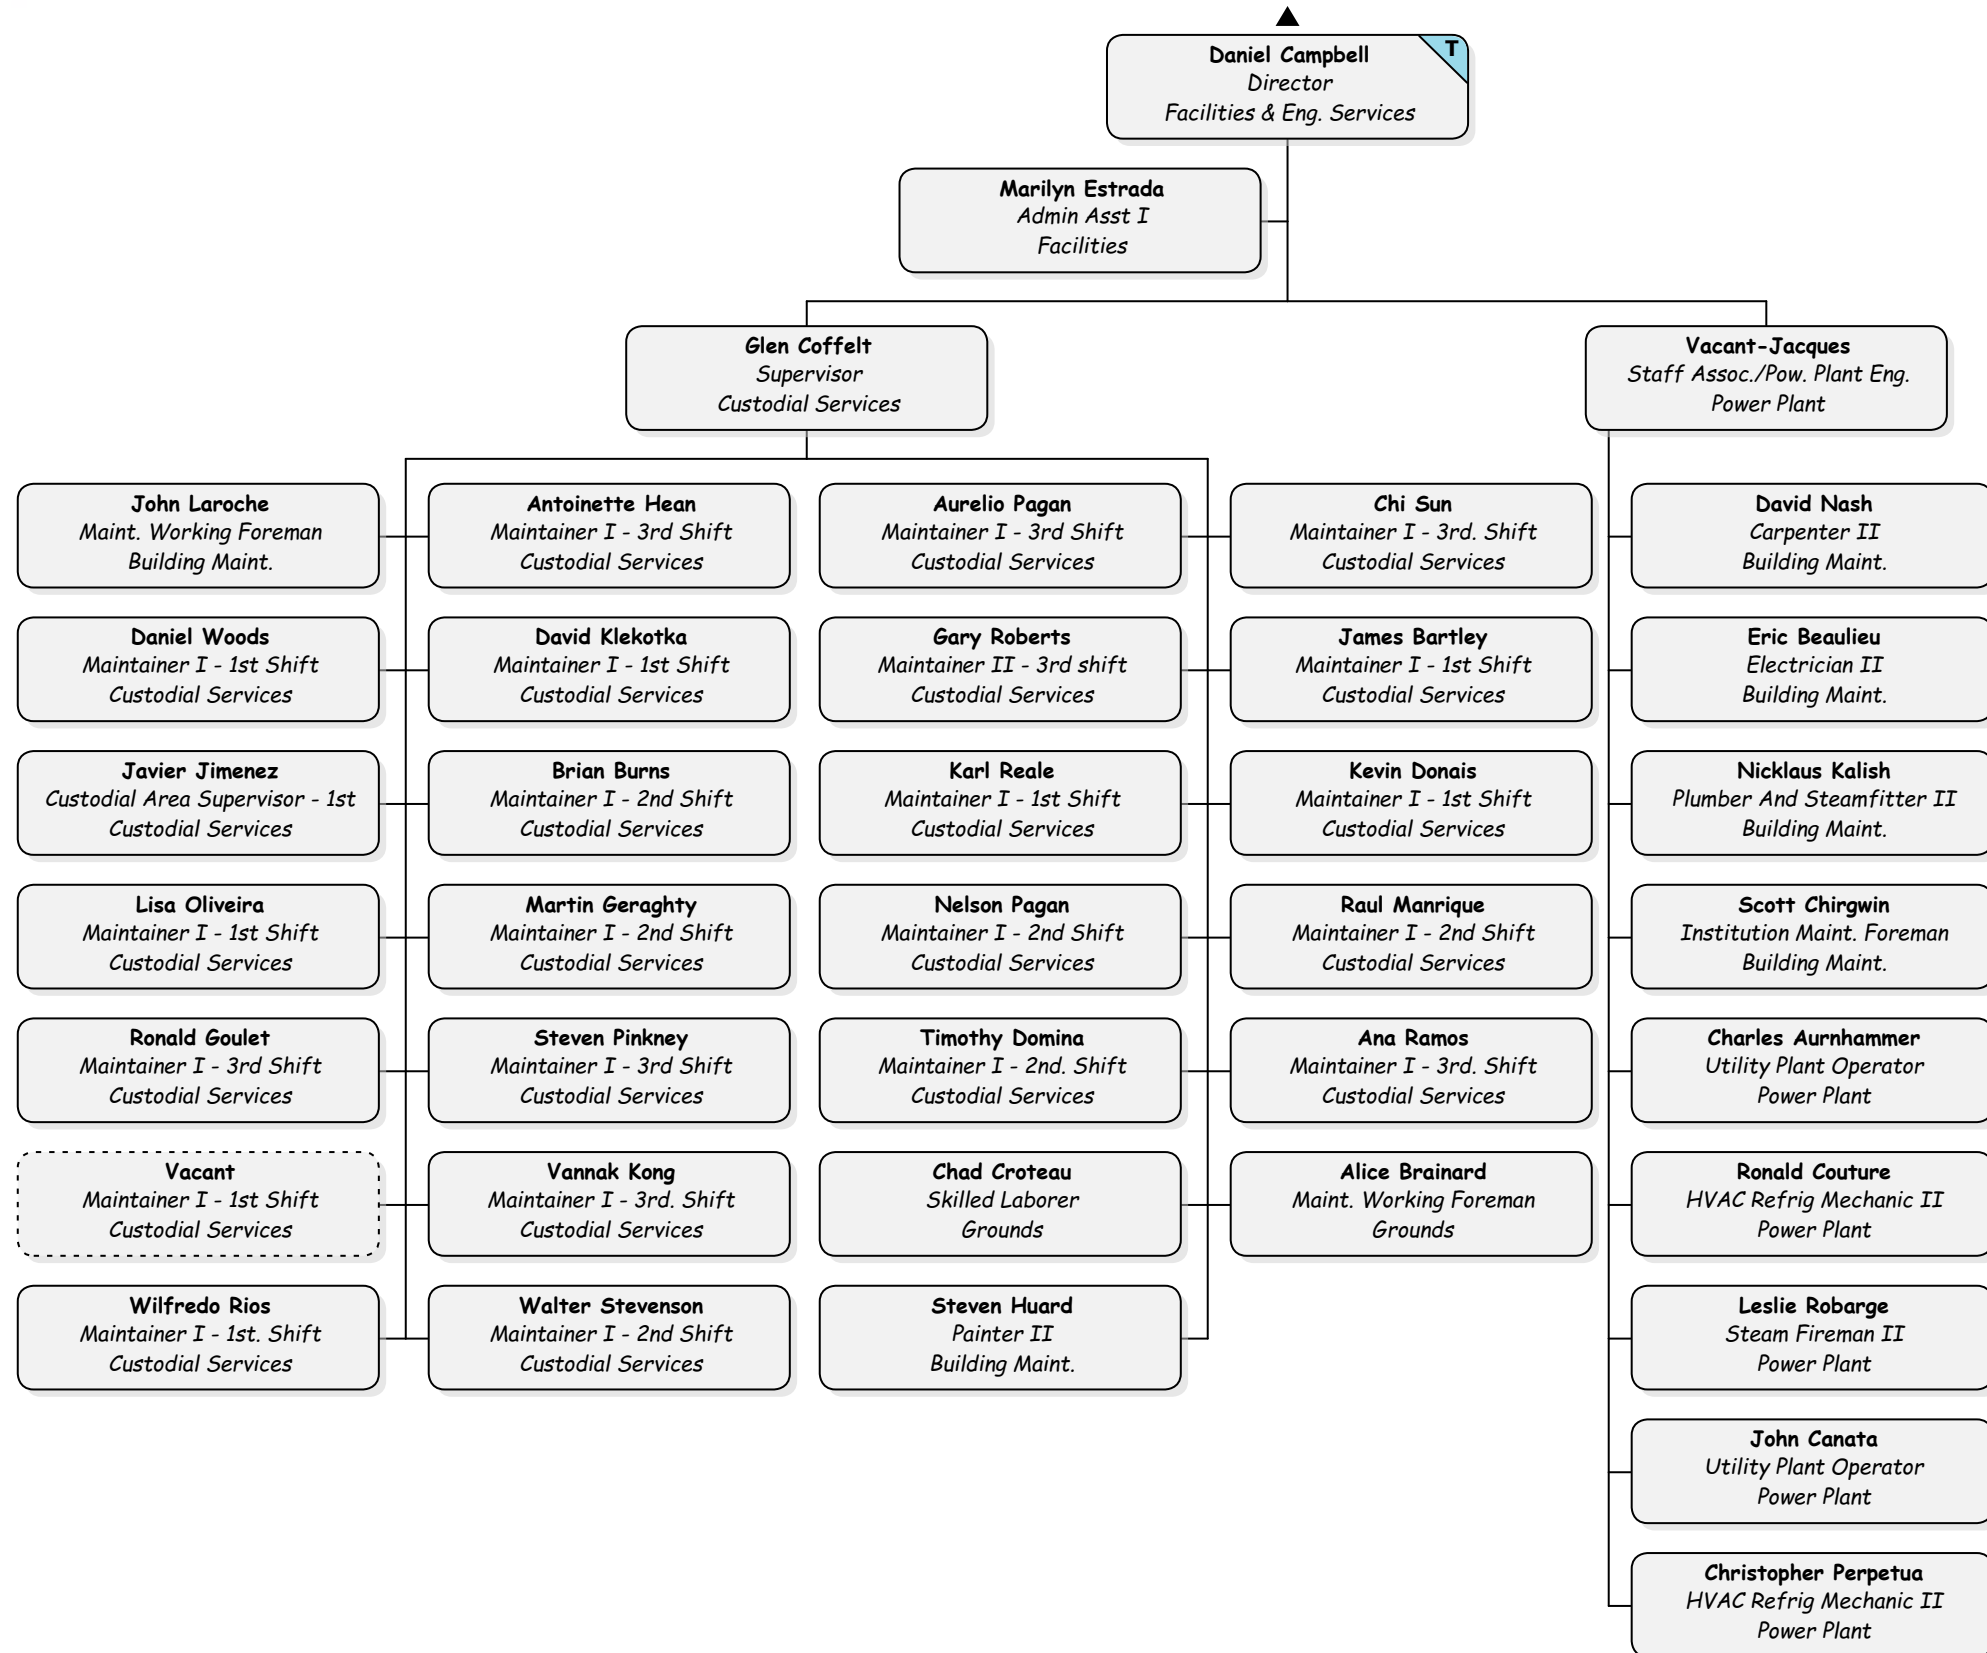 T
Daniel Campbell
Director
Facilities & Eng. Services
Marilyn Estrada
Admin Asst I
Facilities
Glen Coffelt
Supervisor
Custodial Services
Vacant-Jacques
Staff Assoc./Pow. Plant Eng.
Power Plant
John Laroche
Maint. Working Foreman
Building Maint.
Antoinette Hean
Maintainer I - 3rd Shift
Custodial Services
Aurelio Pagan
Maintainer I - 3rd Shift
Custodial Services
Chi Sun
Maintainer I - 3rd. Shift
Custodial Services
David Nash
Carpenter II
Building Maint.
Daniel Woods
Maintainer I - 1st Shift
Custodial Services
David Klekotka
Maintainer I - 1st Shift
Custodial Services
Gary Roberts
Maintainer II - 3rd shift
Custodial Services
James Bartley
Maintainer I - 1st Shift
Custodial Services
Eric Beaulieu
Electrician II
Building Maint.
Javier Jimenez
Custodial Area Supervisor - 1st
Custodial Services
Brian Burns
Maintainer I - 2nd Shift
Custodial Services
Karl Reale
Maintainer I - 1st Shift
Custodial Services
Kevin Donais
Maintainer I - 1st Shift
Custodial Services
Nicklaus Kalish
Plumber And Steamfitter II
Building Maint.
Lisa Oliveira
Maintainer I - 1st Shift
Custodial Services
Martin Geraghty
Maintainer I - 2nd Shift
Custodial Services
Nelson Pagan
Maintainer I - 2nd Shift
Custodial Services
Raul Manrique
Maintainer I - 2nd Shift
Custodial Services
Scott Chirgwin
Institution Maint. Foreman
Building Maint.
Ronald Goulet
Maintainer I - 3rd Shift
Custodial Services
Steven Pinkney
Maintainer I - 3rd Shift
Custodial Services
Timothy Domina
Maintainer I - 2nd. Shift
Custodial Services
Ana Ramos
Maintainer I - 3rd. Shift
Custodial Services
Charles Aurnhammer
Utility Plant Operator
Power Plant
Vacant
Maintainer I - 1st Shift
Custodial Services
Vannak Kong
Maintainer I - 3rd. Shift
Custodial Services
Chad Croteau
Skilled Laborer
Grounds
Alice Brainard
Maint. Working Foreman
Grounds
Ronald Couture
HVAC Refrig Mechanic II
Power Plant
Wilfredo Rios
Maintainer I - 1st. Shift
Custodial Services
Walter Stevenson
Maintainer I - 2nd Shift
Custodial Services
Steven Huard
Painter II
Building Maint.
Leslie Robarge
Steam Fireman II
Power Plant
John Canata
Utility Plant Operator
Power Plant
Christopher Perpetua
HVAC Refrig Mechanic II
Power Plant